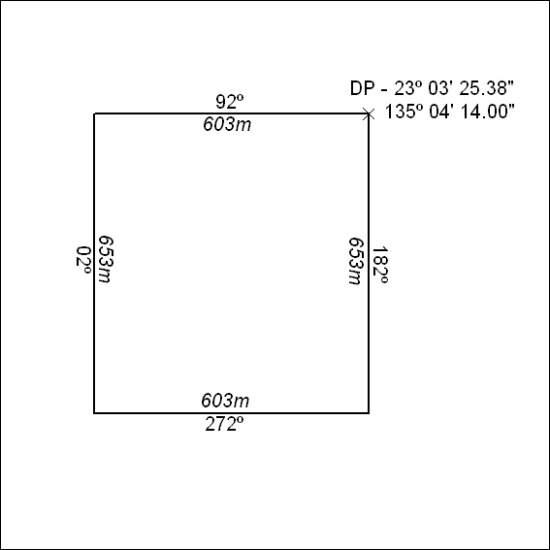 DP - 23º 03' 25.38"
135º 04' 14.00"
92º
603m
02º
653m
653m
182º
603m
272º